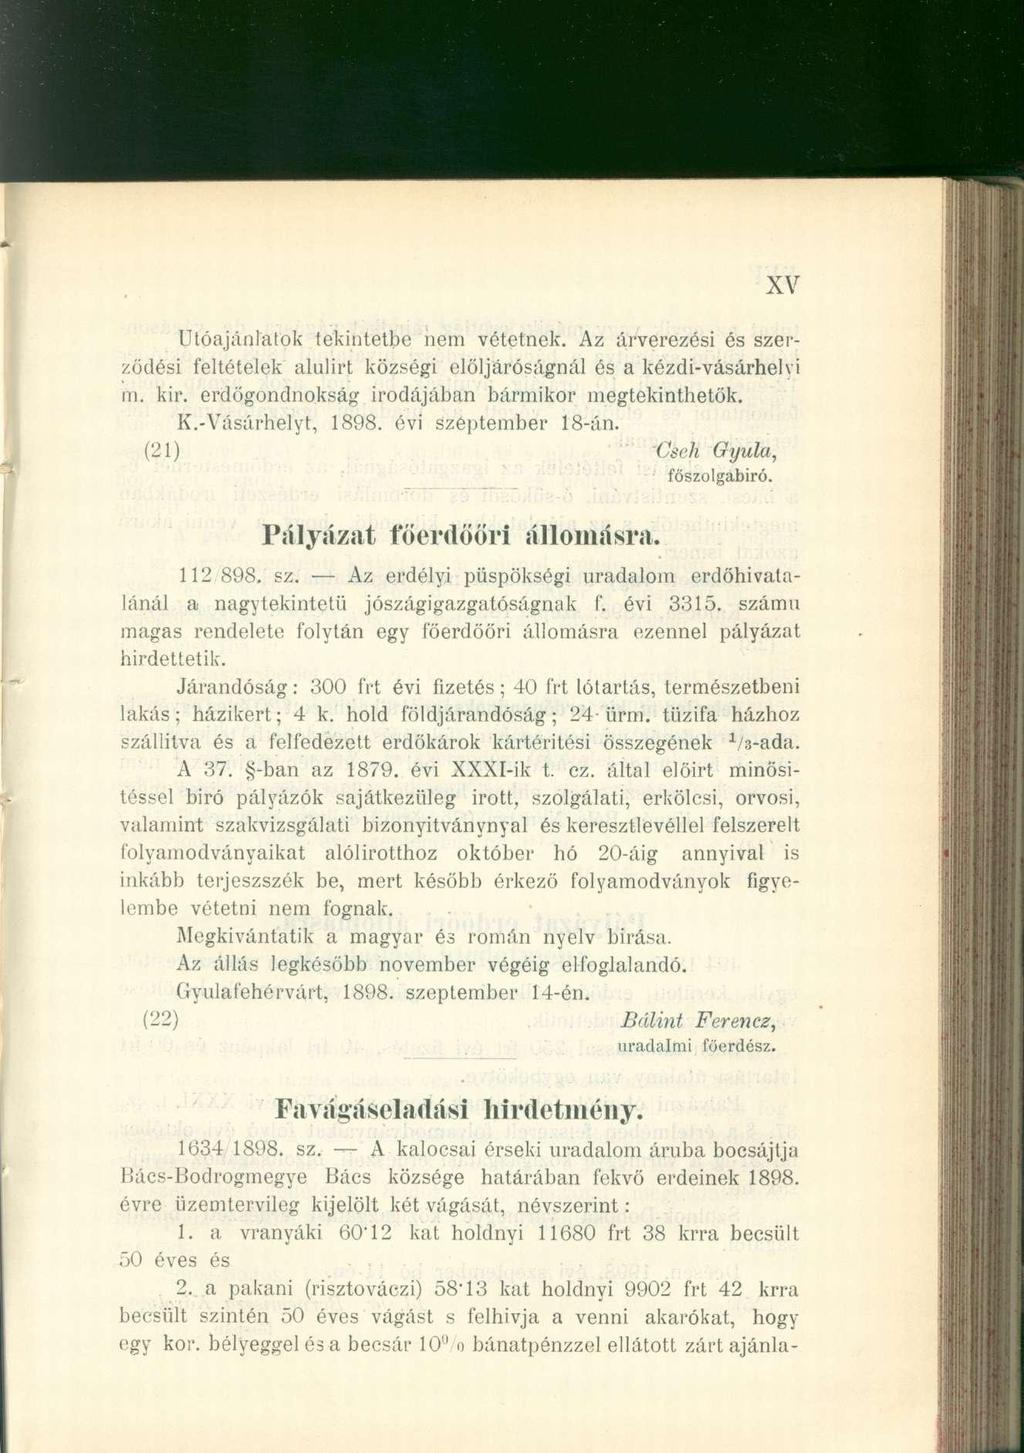 XV
Utóajánlatok tekintetbe nem vétetnek. Az árverezési és szer-
ződési feltételek alulirt községi előljáróságnál és a kézdi-vásárhelyi
m. kir. erdőgondnokság irodájában bármikor megtekinthetők.
K.-Vásárhelyt, 1898. évi szeptember 18-án.
(21) Cseh Gyula,
főszolgabiró.
Pályázat főerdőőri állomásra.
112/898. sz. — Az erdélyi püspökségi uradalom erdőhivata-
lánál a nagytekintetü jószágigazgatóságnak f. évi 3315. számu
magas rendelete folytán egy főerdőőri állomásra ezennel pályázat
hirdettetik.
Járandóság: 300 frt évi fizetés; 40 frt lótartás, természetbeni
lakás; házikert; 4 k. hold földjárandóság; 24 ürm. tüzifa házhoz
szállitva és a felfedezett erdőkárok kártéritési összegének 1/3-ada.
A 37. §-ban az 1879. évi XXXI-ik t. cz. által előirt minősi-
téssel biró pályázók sajátkezüleg irott, szolgálati, erkölcsi, orvosi,
valamint szakvizsgálati bizonyitványnyal és keresztlevéllel felszerelt
folyamodványaikat alólirotthoz október hó 20-áig annyival is
inkább terjeszszék be, mert később érkező folyamodványok figye-
lembe vétetni nem fognak.
Megkivántatik a magyar és román nyelv birása.
Az állás legkésőbb november végéig elfoglalandó.
Gyulafehérvárt, 1898. szeptember 14-én.
(22) Bálint Ferencz,
uradalmi főerdész.
Favágáseladási hirdetmény.
1634/1898. sz. — A kalocsai érseki uradalom áruba bocsájtja
Bács-Bodrogmegye Bács községe határában fekvő erdeinek 1898.
évre üzemtervileg kijelölt két vágását, névszerint:
1. a vranyáki 60·12 kat holdnyi 11680 frt 38 krra becsült
50 éves és
2. a pakani (risztováczi) 58·13 kat holdnyi 9902 frt 42 krra
becsült szintén 50 éves vágást s felhivja a venni akarókat, hogy
egy kor. bélyeggel és a becsár 10% bánatpénzzel ellátott zárt ajánla-